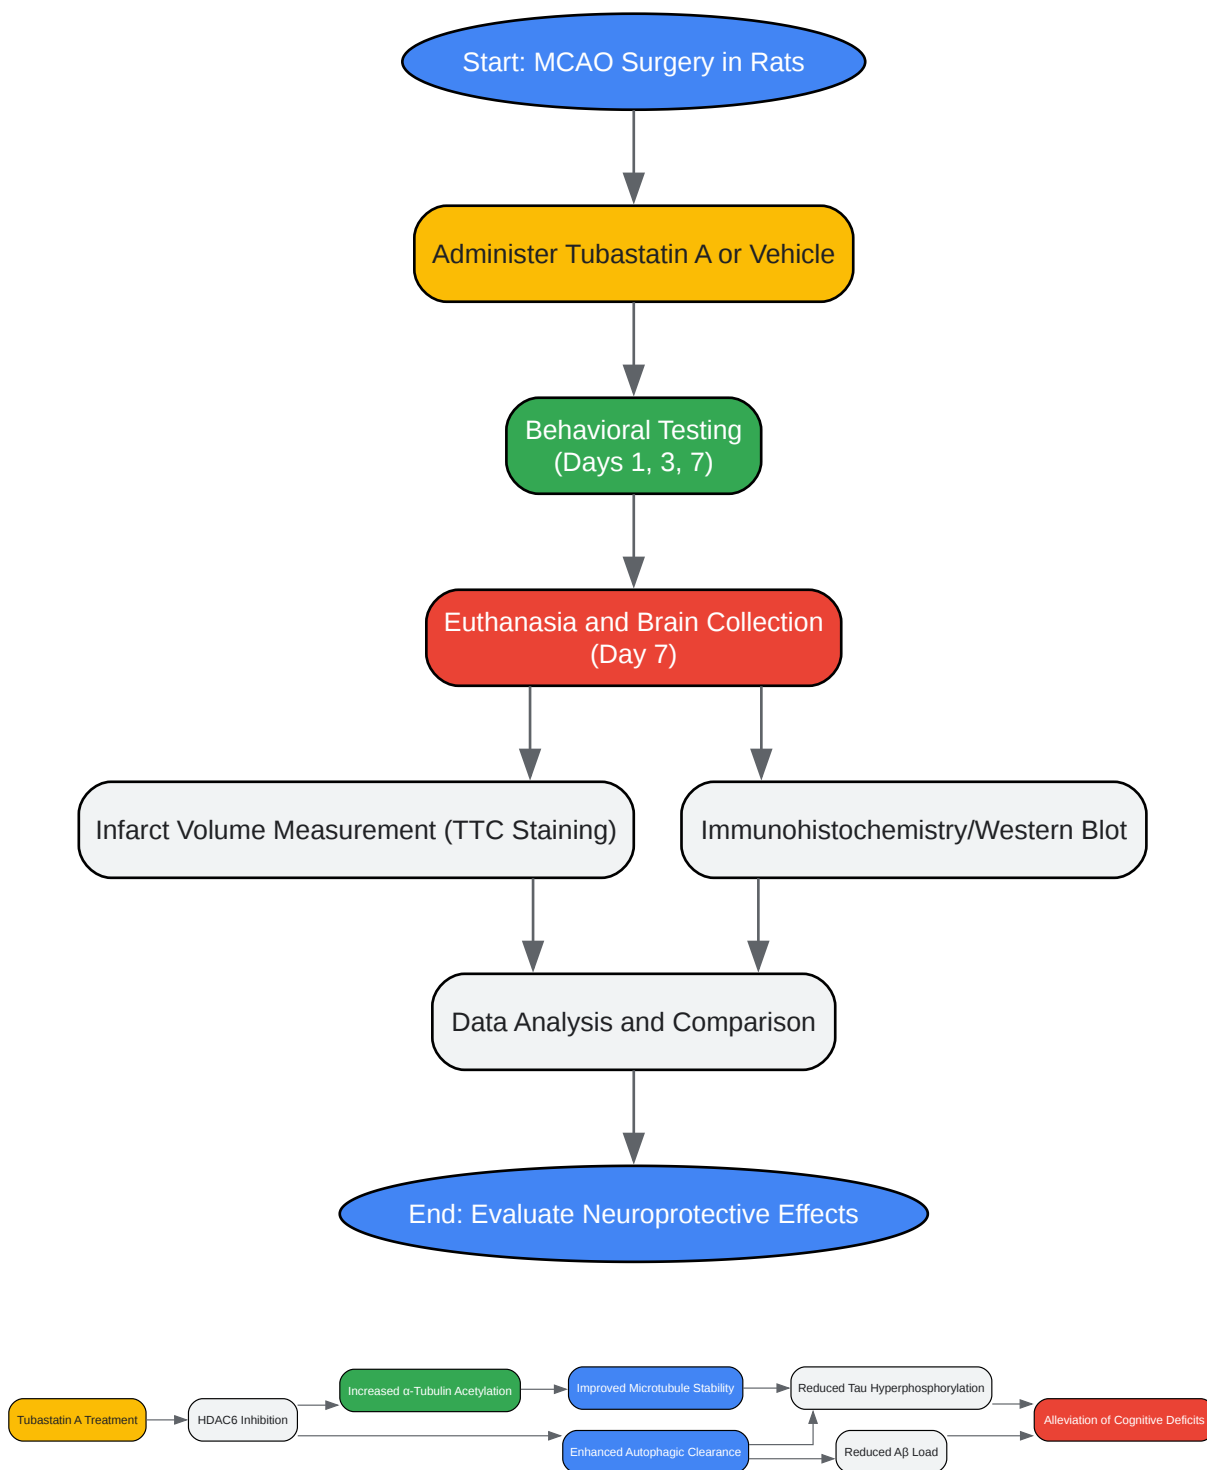 Start: MCAO Surgery in Rats
Administer Tubastatin A or Vehicle
Behavioral Testing
(Days 1, 3, 7)
Euthanasia and Brain Collection
(Day 7)
Infarct Volume Measurement (TTC Staining)
Immunohistochemistry/Western Blot
Data Analysis and Comparison
End: Evaluate Neuroprotective Effects
Tubastatin A Treatment
HDAC6 Inhibition
Increased α-Tubulin Acetylation
Improved Microtubule Stability
Reduced Tau Hyperphosphorylation
Enhanced Autophagic Clearance
Reduced Aβ Load
Alleviation of Cognitive Deficits